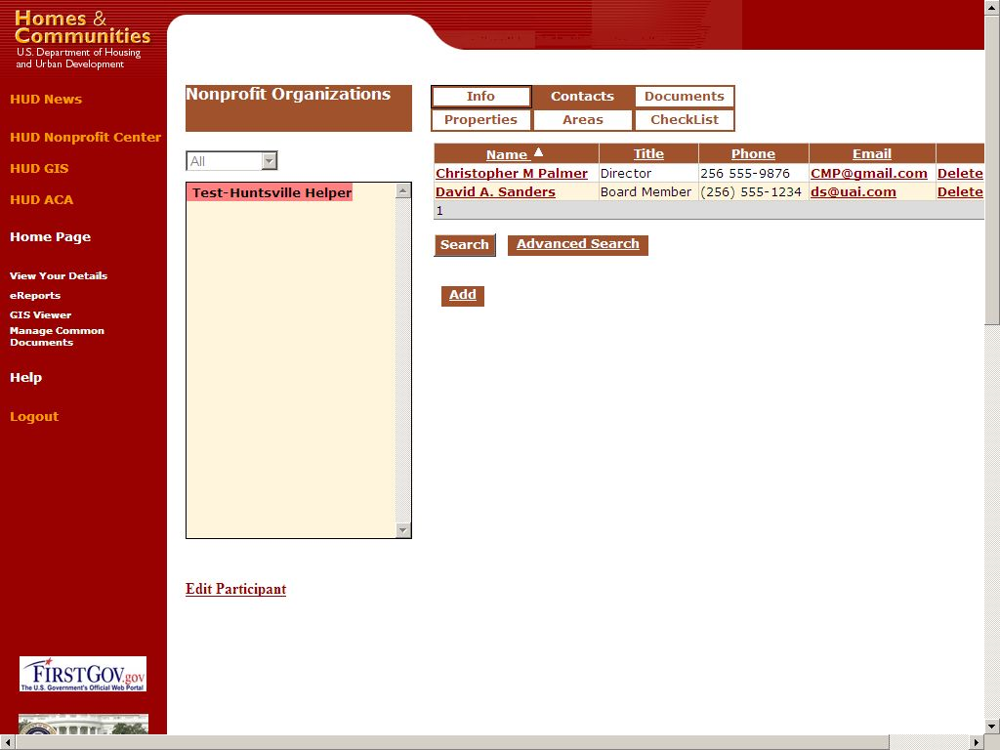 Homes &
Communities
U.S. Department of Housing
and Urban Development
HUD News
HUD Nonprofit Center
HUD GIS
HUD ACA
Home Page
View Your Details
eReports
GIS Viewer
Manage Common
Documents
Help
Logout
FIRSTGOV.gov
The U.S. Government's Official Web Portal
Nonprofit Organizations
All
Test-Huntsville Helper
Edit Participant
Info Contacts Documents
Properties Areas CheckList
Name Title Phone Email
Christopher M Palmer Director 256 555-9876 CMP@gmail.com Delete
David A. Sanders Board Member (256) 555-1234 ds@uai.com Delete
1
Search Advanced Search
Add